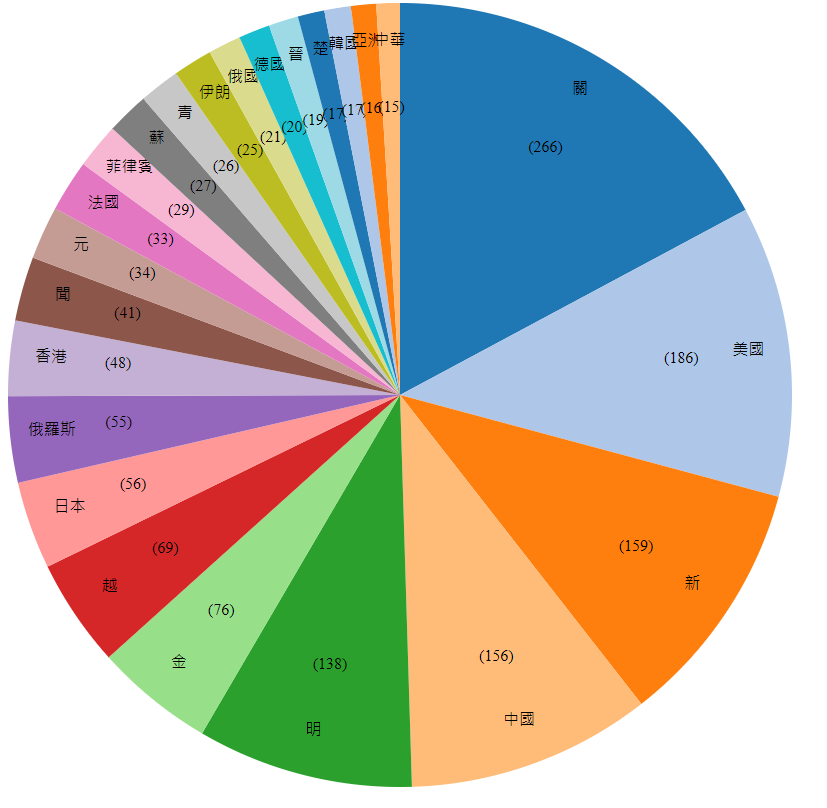 關
(266)
美國
(186)
新
(159)
中國
(156)
明
(138)
金
(76)
越
(69)
日本
(56)
俄羅斯
(55)
香港
(48)
聞
(41)
元
(34)
法國
(33)
菲律賓
(29)
蘇
(27)
青
(26)
伊朗
(25)
俄國
(21)
德國
(20)
晉
(19)
楚
(17)
韓國
(17)
亞洲
(16)
中華
(15)